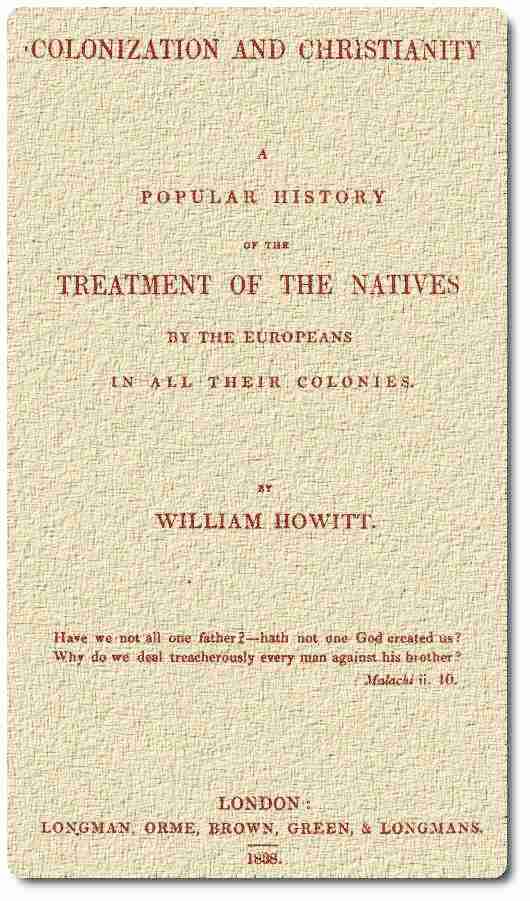 COLONIZATION AND CHRISTIANITY
A
POPULAR HISTORY
OF THE
TREATMENT OF THE NATIVES
BY THE EUROPEANS
IN ALL THEIR COLONIES.
BY
WILLIAM HOWITT.
Have we not all one father?—hath not one God created us?
Why do we deal treacherously every man against his brother?
Malachi ii. 10.
LONDON:
LONGMAN, ORME, BROWN, GREEN, & LONGMANS.
1838.